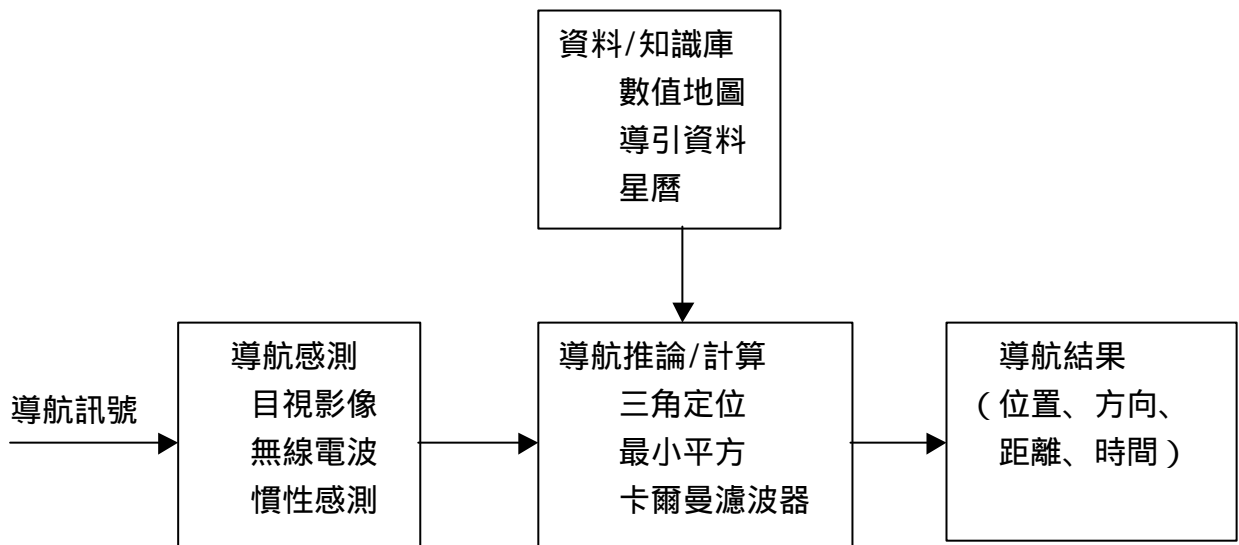 資料/知識庫
數值地圖
導引資料
星曆
導航訊號
導航感測
目視影像
無線電波
慣性感測
導航推論/計算
三角定位
最小平方
卡爾曼濾波器
導航結果
(位置、方向、
距離、時間)